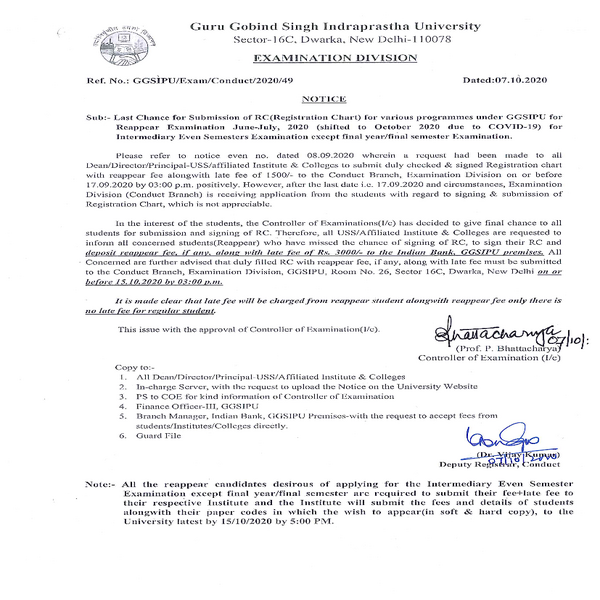 Guru Gobind Singh Indraprastha University
Sector-16C, Dwarka, New Delhi-110078
EXAMINATION DIVISION
Ref. No.: GGSIPU/Exam/Conduct/2020/49 Dated:07.10.2020
NOTICE
Sub:- Last Chance for Submission of RC(Registration Chart) for various programmes under GGSIPU for
Reappear Examination June-July, 2020 (shifted to October 2020 due to COVID-19) for
Intermediary Even Semesters Examination except final year/final semester Examination.
Please refer to notice even no. dated 08.09.2020 wherein a request had been made to all
Dean/Director/Principal-USS/affiliated Institute & Colleges to submit duly checked & signed Registration chart
with reappear fee alongwith late fee of 1500/- to the Conduct Branch, Examination Division on or before
17.09.2020 by 03:00 p.m. positively. However, after the last date i.e. 17.09.2020 and circumstances, Examination
Division (Conduct Branch) is receiving application from the students with regard to signing & submission of
Registration Chart, which is not appreciable.
In the interest of the students, the Controller of Examinations(I/c) has decided to give final chance to all
students for submission and signing of RC. Therefore, all USS/Affiliated Institute & Colleges are requested to
inform all concerned students(Reappear) who have missed the chance of signing of RC, to sign their RC and
deposit reappear fee, if any, along with late fee of Rs. 3000/- to the Indian Bank, GGSIPU premises. All
Concerned are further advised that duly filled RC with reappear fee, if any, along with late fee must be submitted
to the Conduct Branch, Examination Division, GGSIPU, Room No. 26, Sector 16C, Dwarka, New Delhi on or
before 15.10.2020 by 03:00 p.m.
It is made clear that late fee will be charged from reappear student alongwith reappear fee only there is
no late fee for regular student.
This issue with the approval of Controller of Examination(I/c).
Bhattacharya 07/10/
(Prof. P. Bhattacharya)
Controller of Examination (I/c)
Copy to:-
1. All Dean/Director/Principal-USS/Affiliated Institute & Colleges
2. In-charge Server, with the request to upload the Notice on the University Website
3. PS to COE for kind information of Controller of Examination
4. Finance Officer-III, GGSIPU
5. Branch Manager, Indian Bank, GGSIPU Premises-with the request to accept fees from
students/Institutes/Colleges directly.
6. Guard File
(Dr. Vijay Kumar)
07/10/2020
Deputy Registrar, Conduct
Note:- All the reappear candidates desirous of applying for the Intermediary Even Semester
Examination except final year/final semester are required to submit their fee+late fee to
their respective Institute and the Institute will submit the fees and details of students
alongwith their paper codes in which the wish to appear(in soft & hard copy), to the
University latest by 15/10/2020 by 5:00 PM.